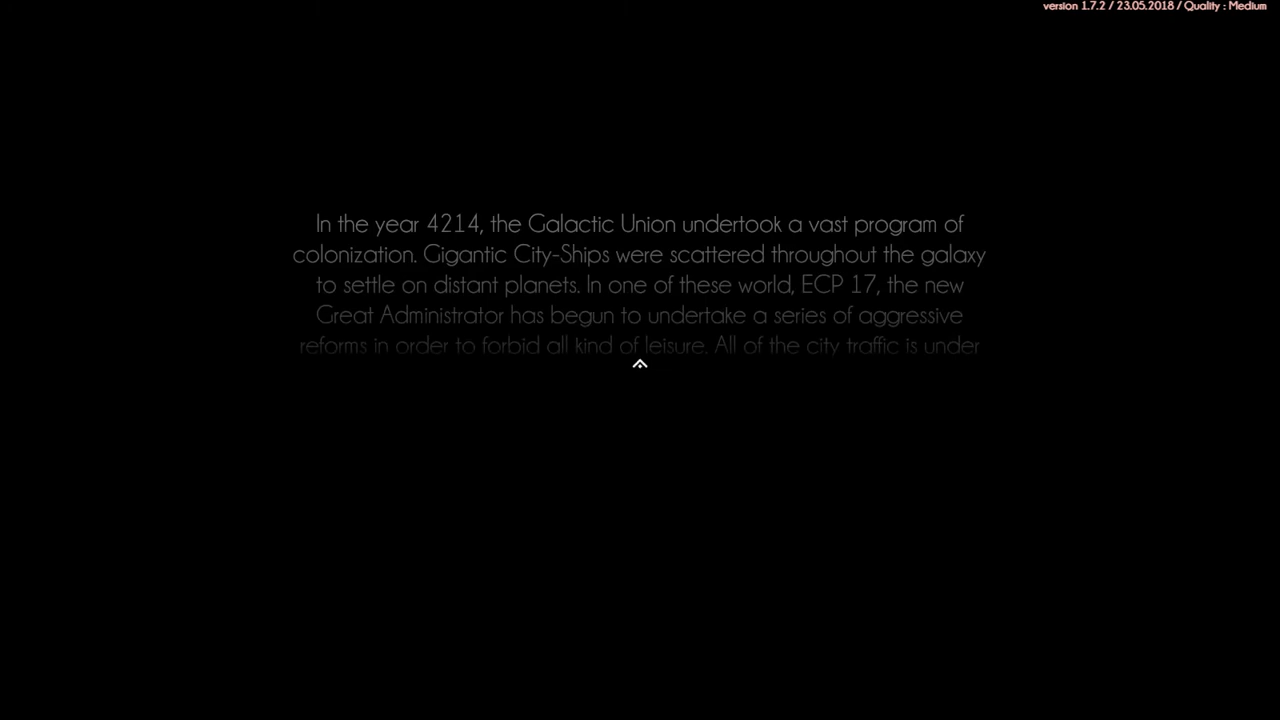 version 1.7.2 / 23.05.2018 / Quality : Medium
In the year 4214, the Galactic Union undertook a vast program of
colonization. Gigantic City-Ships were scattered throughout the galaxy
to settle on distant planets. In one of these world, ECP 17, the new
Great Administrator has begun to undertake a series of aggressive
reforms in order to forbid all kind of leisure. All of the city traffic is under